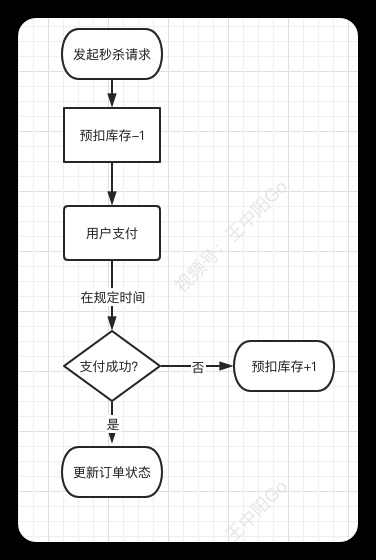 发起秒杀请求
预扣库存-1
视频号：王中阳Go
用户支付
在规定时间
支付成功?
否
预扣库存+1
是
更新订单状态
王中阳Go